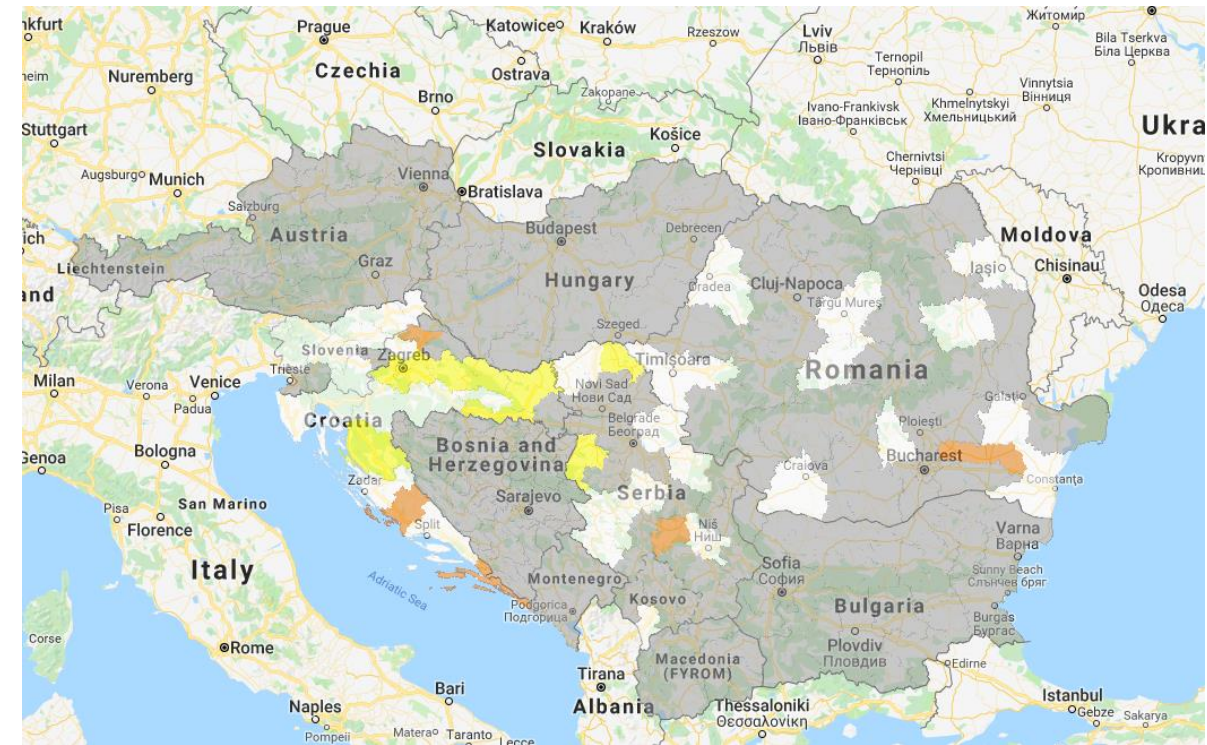 nkfurt
Prague
Katowice
Kraków
Rzeszow
Lviv
Львів
Житомир
Bila Tserkva
Біла Церква
Ternopil
Тернопіль
Nuremberg
Czechia
Ostrava
Brno
Zakopane
Vinnytsia
Вінниця
Ivano-Frankivsk
Івано-Франківськ
Khmelnytskyi
Хмельницький
Stuttgart
Košice
Slovakia
Ukra
Augsburg
Munich
Vienna
Bratislava
Chernivtsi
Чернівці
Kropyvn
Кропивниц
Salzburg
Austria
Budapest
Debrecen
Moldova
ich
Graz
Iași
Chisinau
Liechtenstein
Hungary
Oradea
Cluj-Napoca
Târgu Mureș
and
Odesa
Одеса
Szeged
Slovenia
Zagreb
Timișoara
Romania
Trieste
Milan
Verona
Venice
Padua
Novi Sad
Нови Сад
Galați
Croatia
Belgrade
Београд
Ploiești
Bosnia and
Herzegovina
Bologna
Bucharest
Craiova
Genoa
Zadar
Sarajevo
Serbia
Constanța
Pisa
San Marino
Florence
Split
Niš
Ниш
Varna
Варна
Italy
Sofia
София
Sunny Beach
Слънчев бряг
Adriatic Sea
Montenegro
Kosovo
Podgorica
Подгорица
Bulgaria
Burgas
Бургас
Corse
Rome
Plovdiv
Пловдив
Macedonia
(FYROM)
Edirne
Tirana
Bari
Istanbul
Naples
Albania
Thessaloniki
Θεσσαλονίκη
Gebze
Sakarya
Pompeii
Matera
Taranto
Lecce